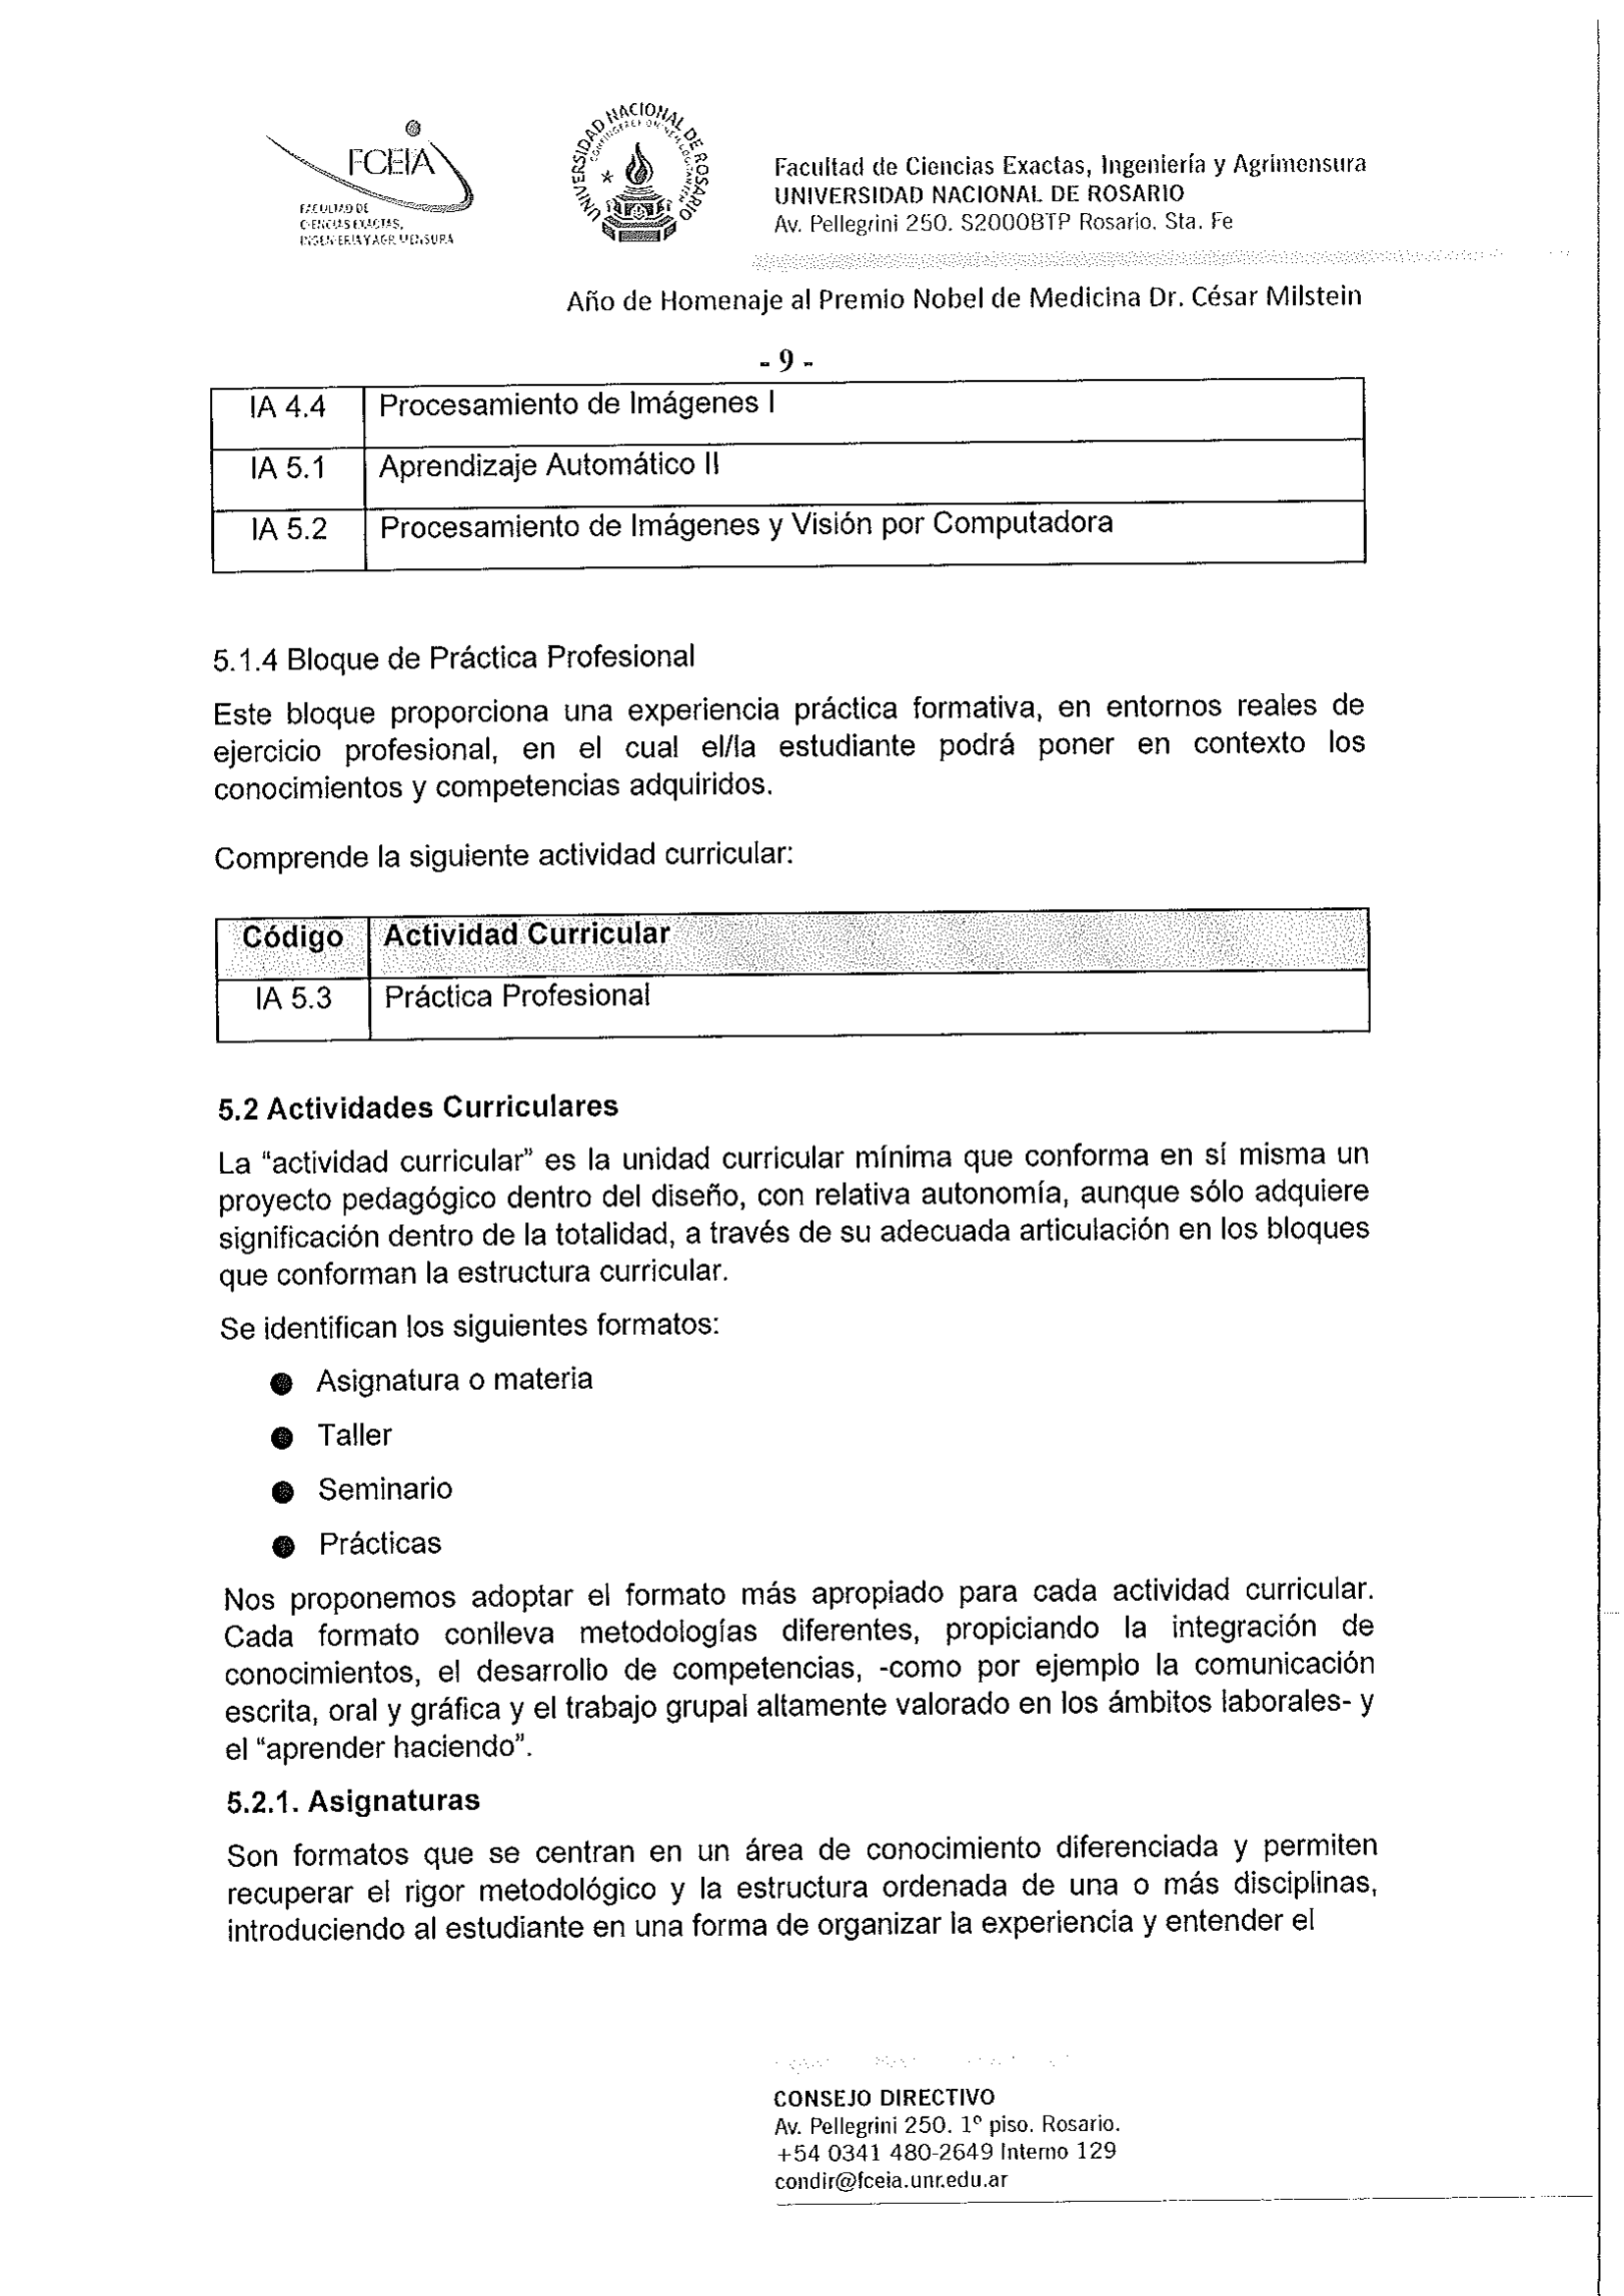 FCEIA
FACULTAD DE
CIENCIAS EXACTAS,
INGENIERIA Y AGRIMENSURA
UNIVERSIDAD NACIONAL DE ROSARIO
Facultad de Ciencias Exactas, Ingeniería y Agrimensura
UNIVERSIDAD NACIONAL DE ROSARIO
Av. Pellegrini 250. S2000BTP Rosario. Sta. Fe
Año de Homenaje al Premio Nobel de Medicina Dr. César Milstein
- 9 -
IA 4.4 Procesamiento de Imágenes I
IA 5.1 Aprendizaje Automático II
IA 5.2 Procesamiento de Imágenes y Visión por Computadora
5.1.4 Bloque de Práctica Profesional
Este bloque proporciona una experiencia práctica formativa, en entornos reales de
ejercicio profesional, en el cual el/la estudiante podrá poner en contexto los
conocimientos y competencias adquiridos.
Comprende la siguiente actividad curricular:
Código Actividad Curricular
IA 5.3 Práctica Profesional
5.2 Actividades Curriculares
La “actividad curricular” es la unidad curricular mínima que conforma en sí misma un
proyecto pedagógico dentro del diseño, con relativa autonomía, aunque sólo adquiere
significación dentro de la totalidad, a través de su adecuada articulación en los bloques
que conforman la estructura curricular.
Se identifican los siguientes formatos:
● Asignatura o materia
● Taller
● Seminario
● Prácticas
Nos proponemos adoptar el formato más apropiado para cada actividad curricular.
Cada formato conlleva metodologías diferentes, propiciando la integración de
conocimientos, el desarrollo de competencias, -como por ejemplo la comunicación
escrita, oral y gráfica y el trabajo grupal altamente valorado en los ámbitos laborales- y
el “aprender haciendo”.
5.2.1. Asignaturas
Son formatos que se centran en un área de conocimiento diferenciada y permiten
recuperar el rigor metodológico y la estructura ordenada de una o más disciplinas,
introduciendo al estudiante en una forma de organizar la experiencia y entender el
CONSEJO DIRECTIVO
Av. Pellegrini 250. 1º piso. Rosario.
+54 0341 480-2649 Interno 129
condir@fceia.unr.edu.ar